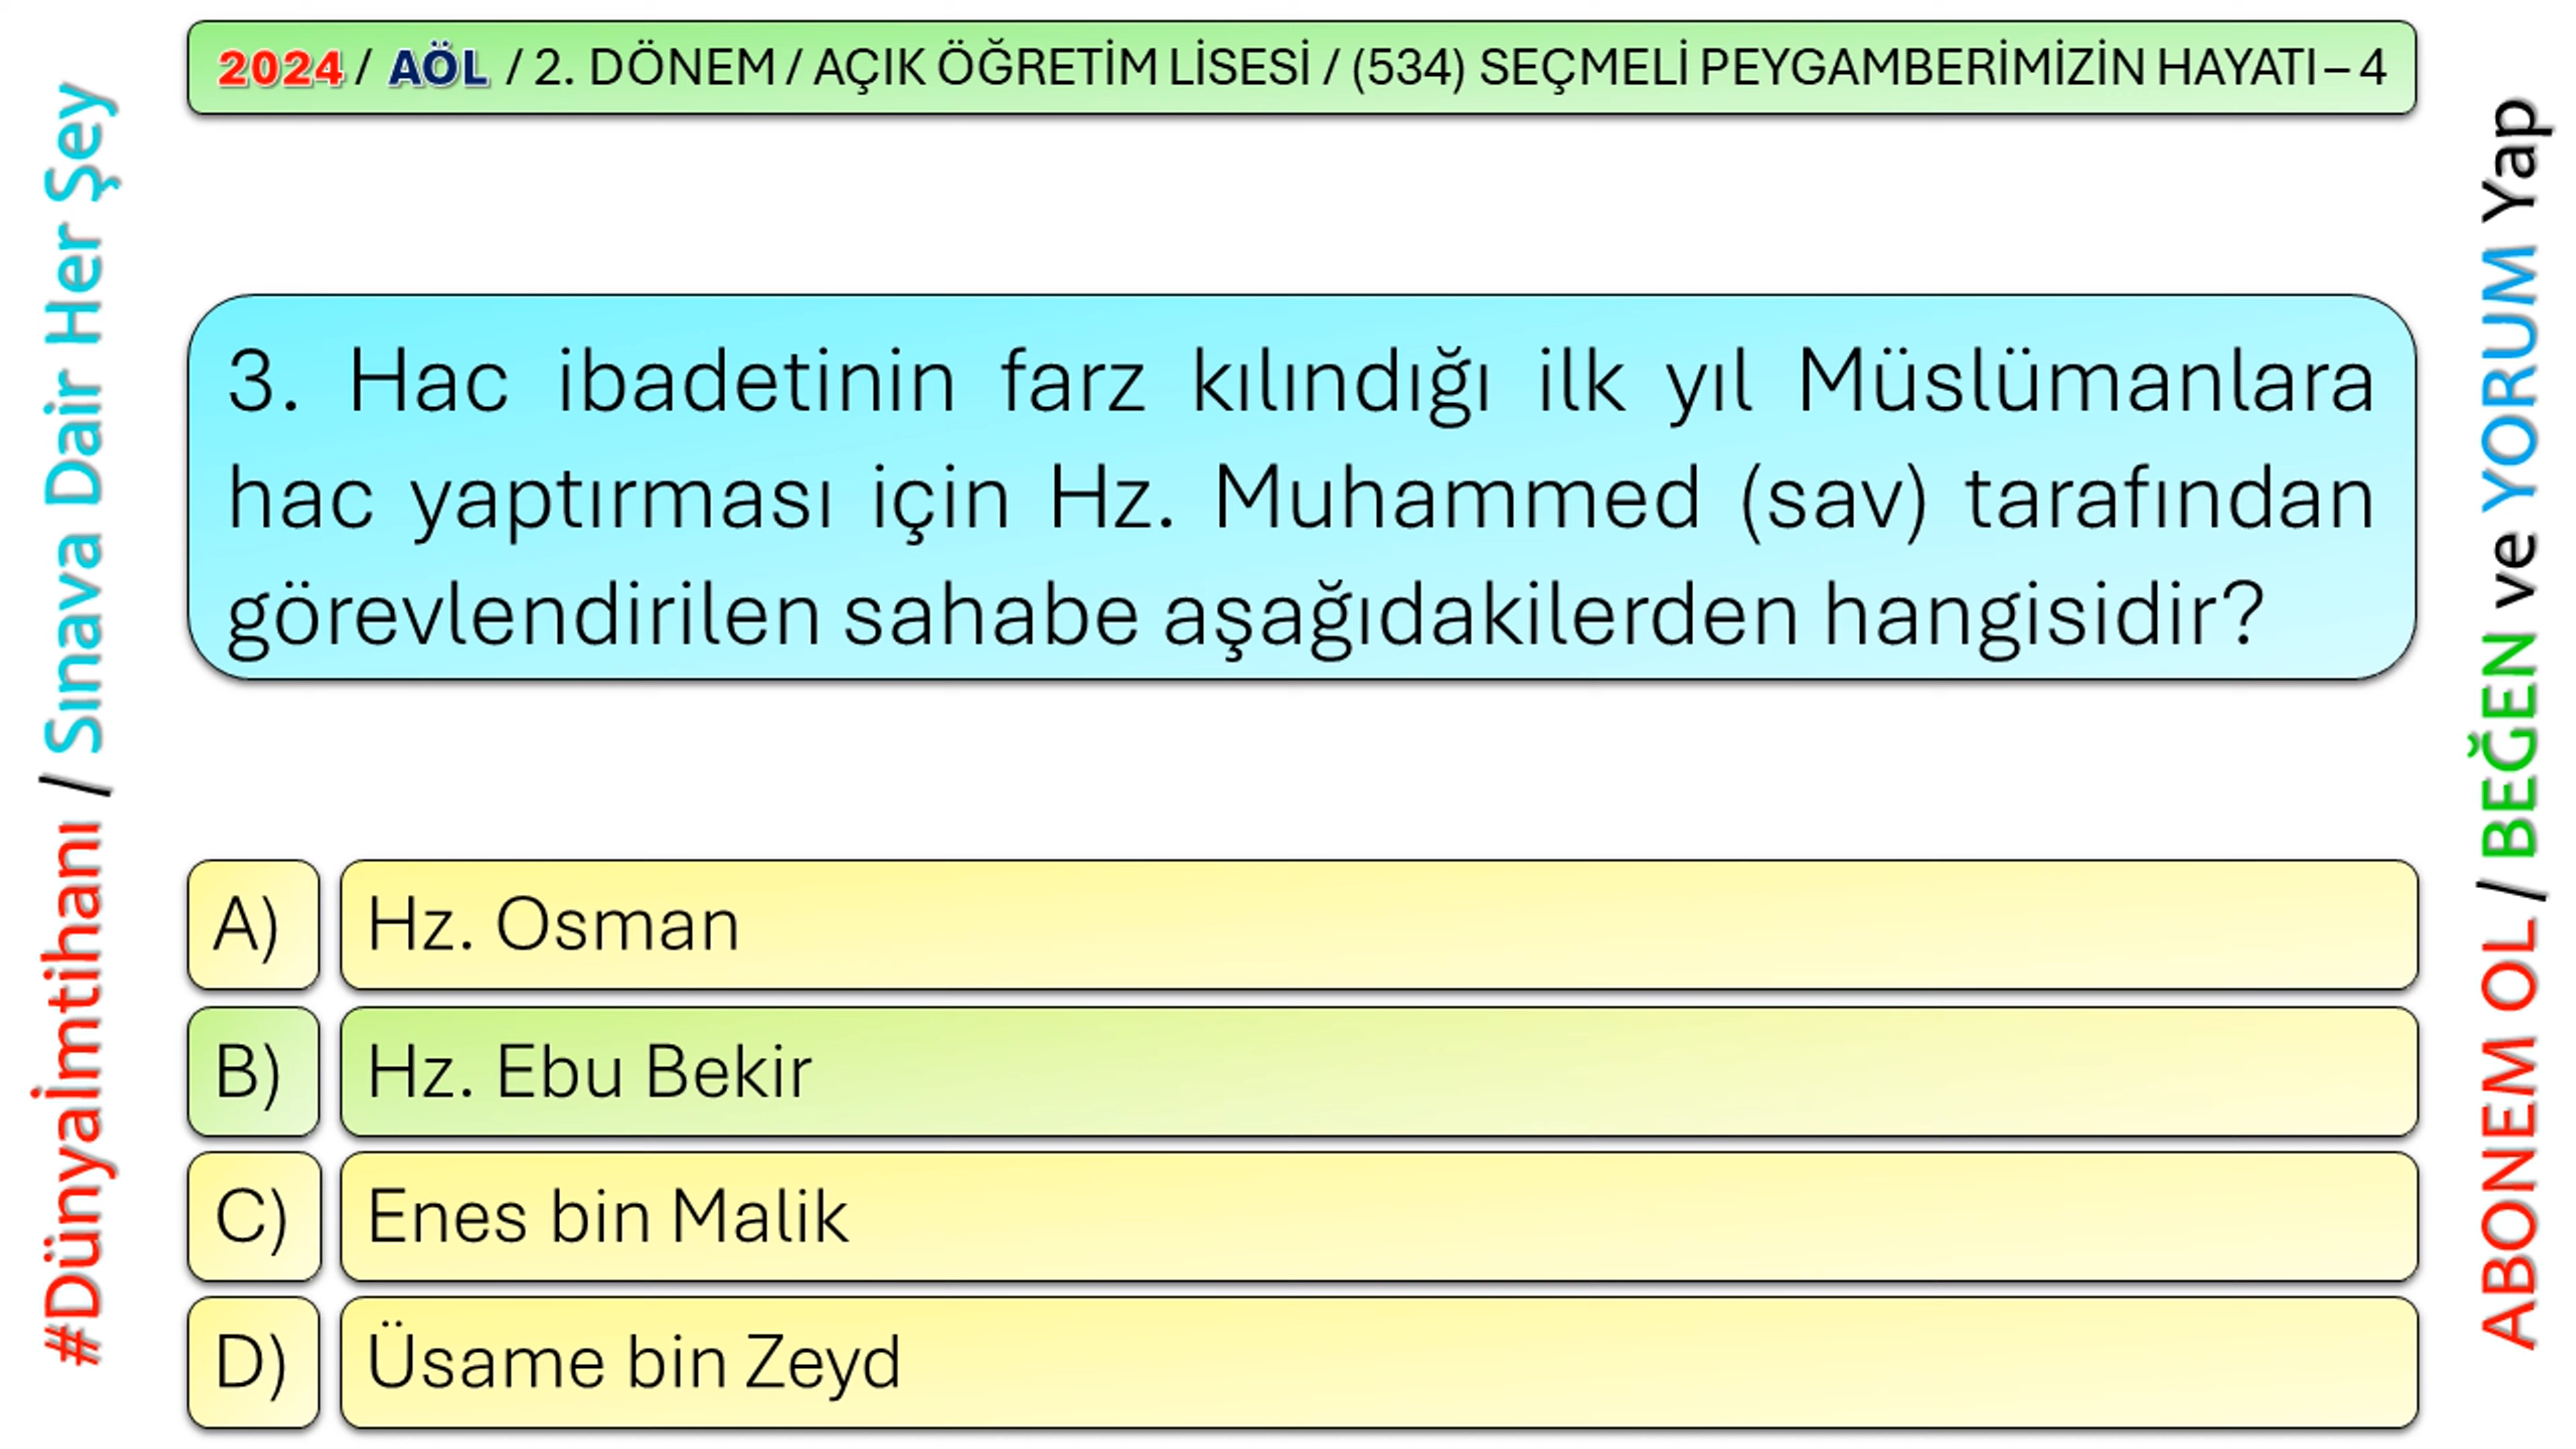 2024 / AÖL / 2. DÖNEM / AÇIK ÖĞRETİM LİSESİ / (534) SEÇMELİ PEYGAMBERİMİZİN HAYATI – 4
#Dünyaİmtihanı / Sınava Dair Her Şey
3. Hac ibadetinin farz kılındığı ilk yıl Müslümanlara
hac yaptırması için Hz. Muhammed (sav) tarafından
görevlendirilen sahabe aşağıdakilerden hangisidir?
A) Hz. Osman
B) Hz. Ebu Bekir
C) Enes bin Malik
D) Üsame bin Zeyd
ABONEM OL / BEĞEN ve YORUM Yap